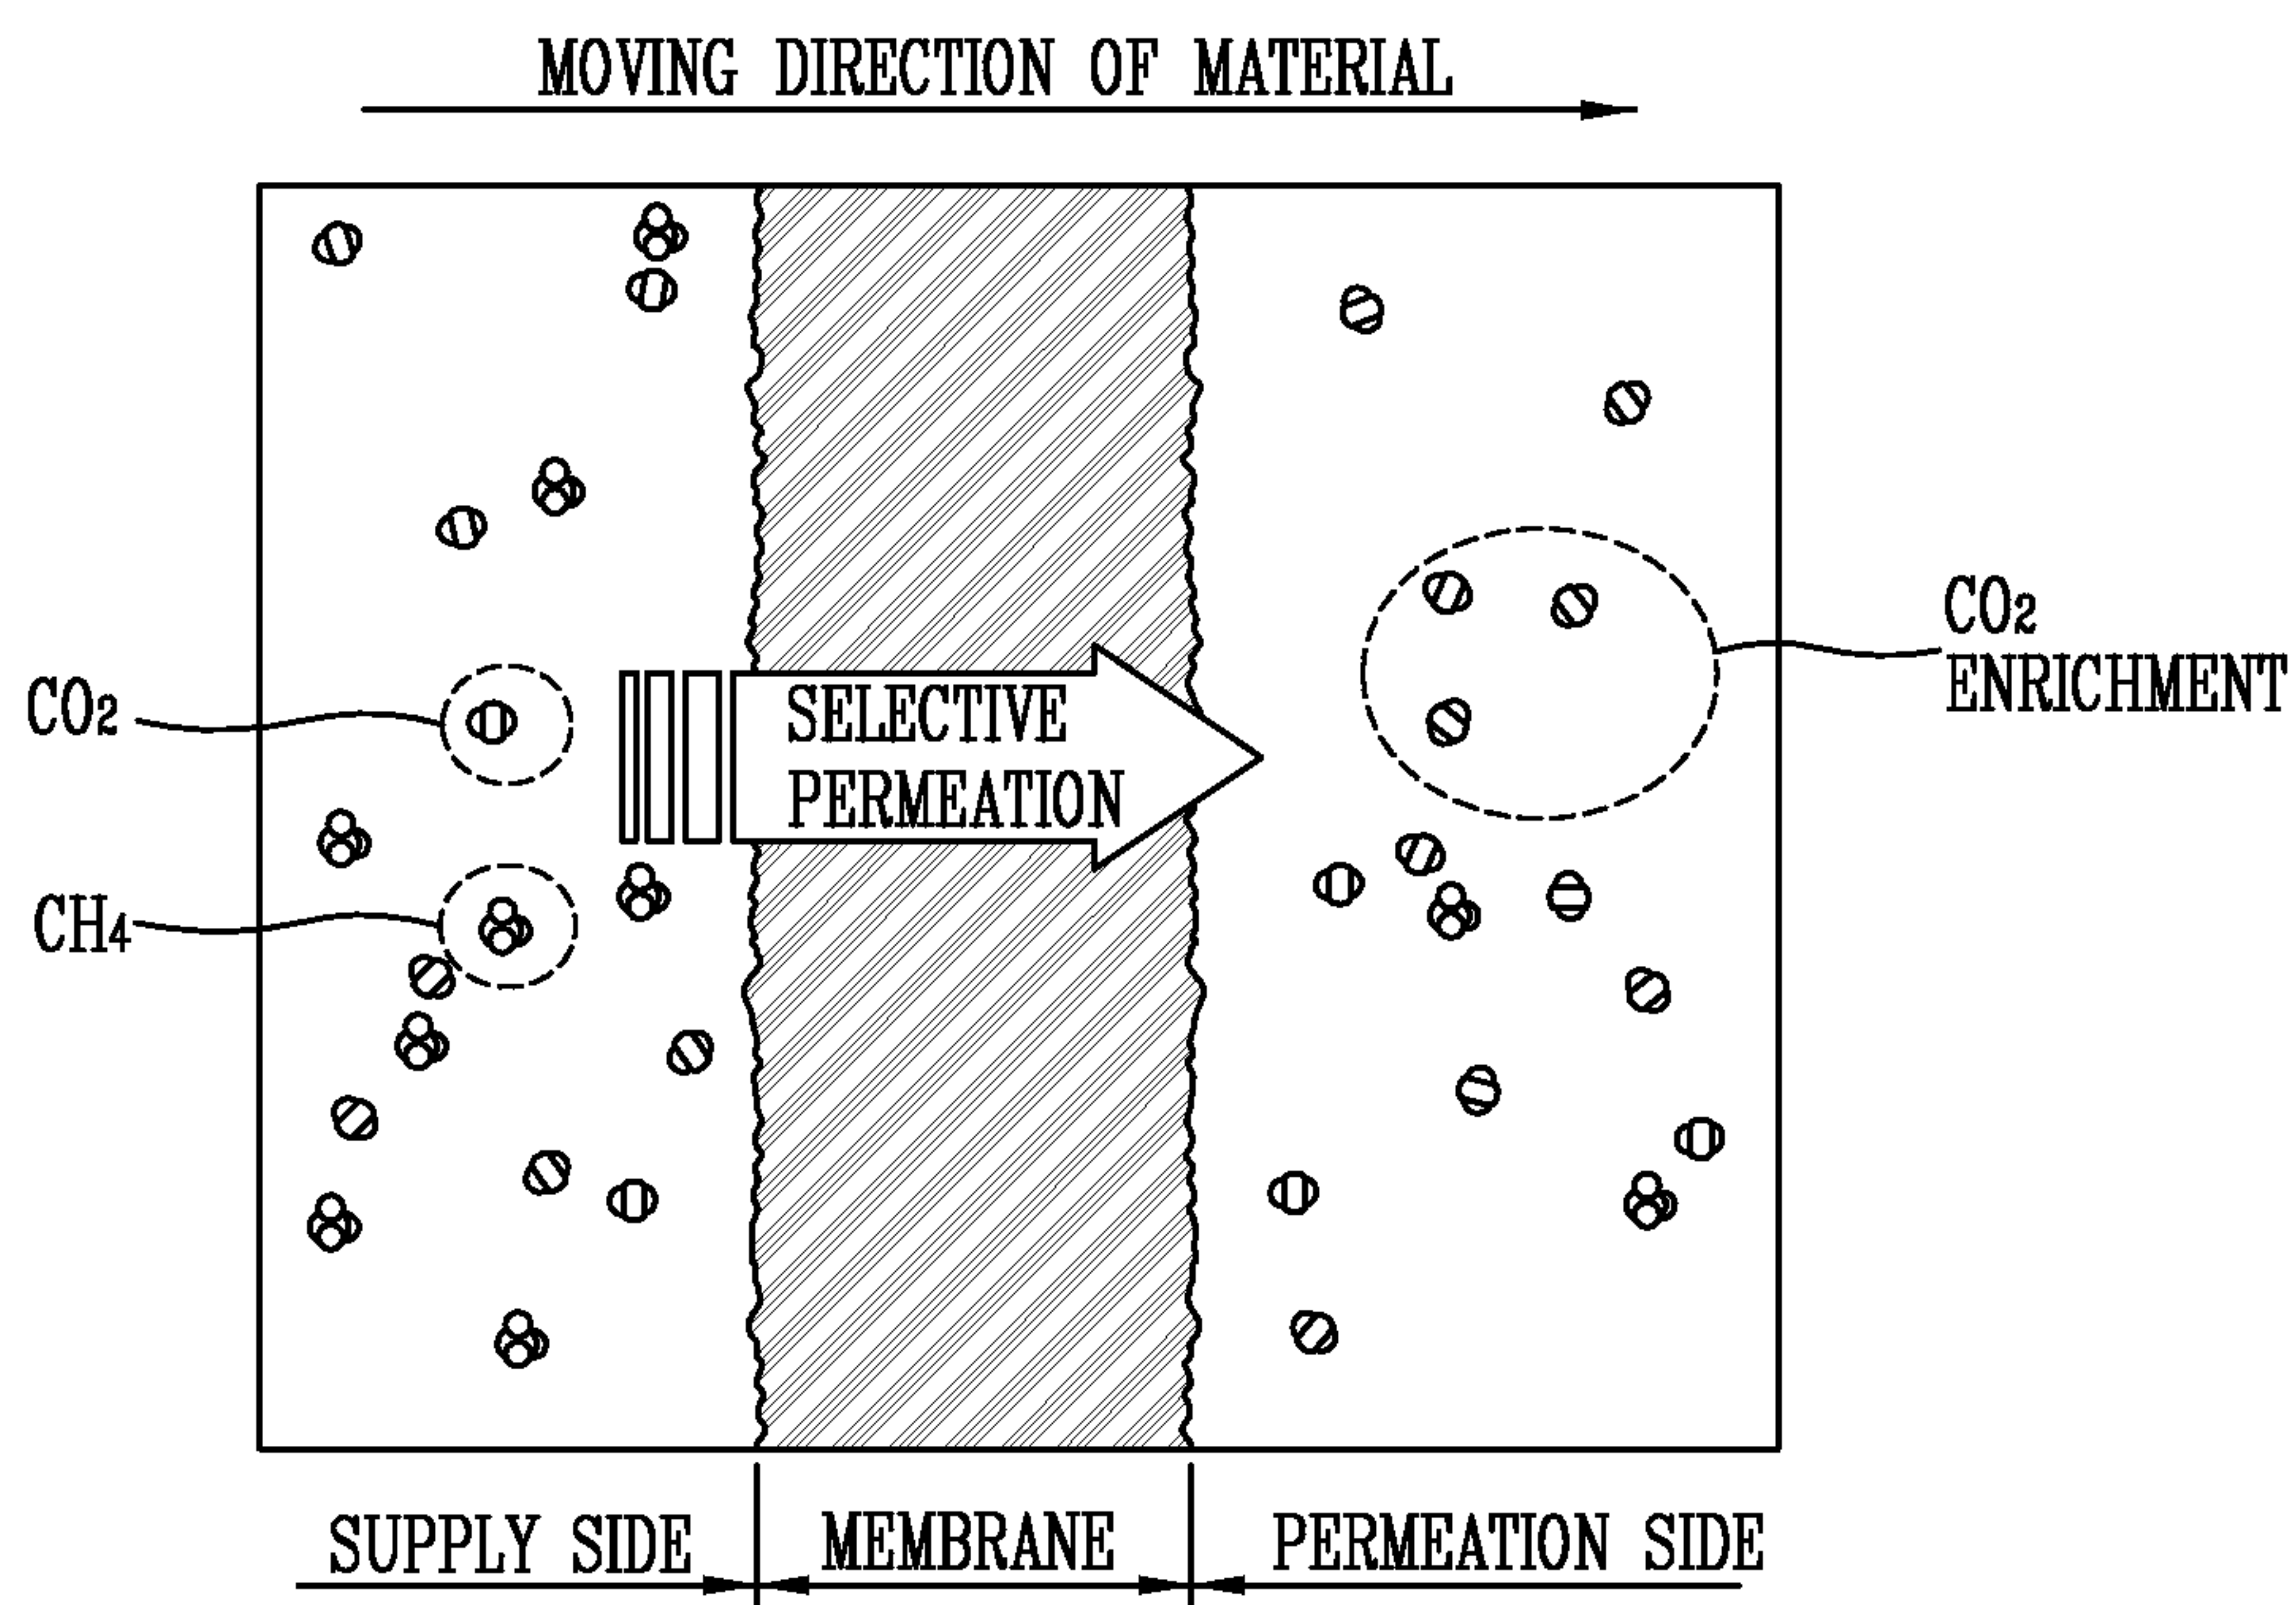 MOVING DIRECTION OF MATERIAL
CO₂
ENRICHMENT
SELECTIVE
PERMEATION
CO₂
CH₄
SUPPLY SIDE
MEMBRANE
PERMEATION SIDE